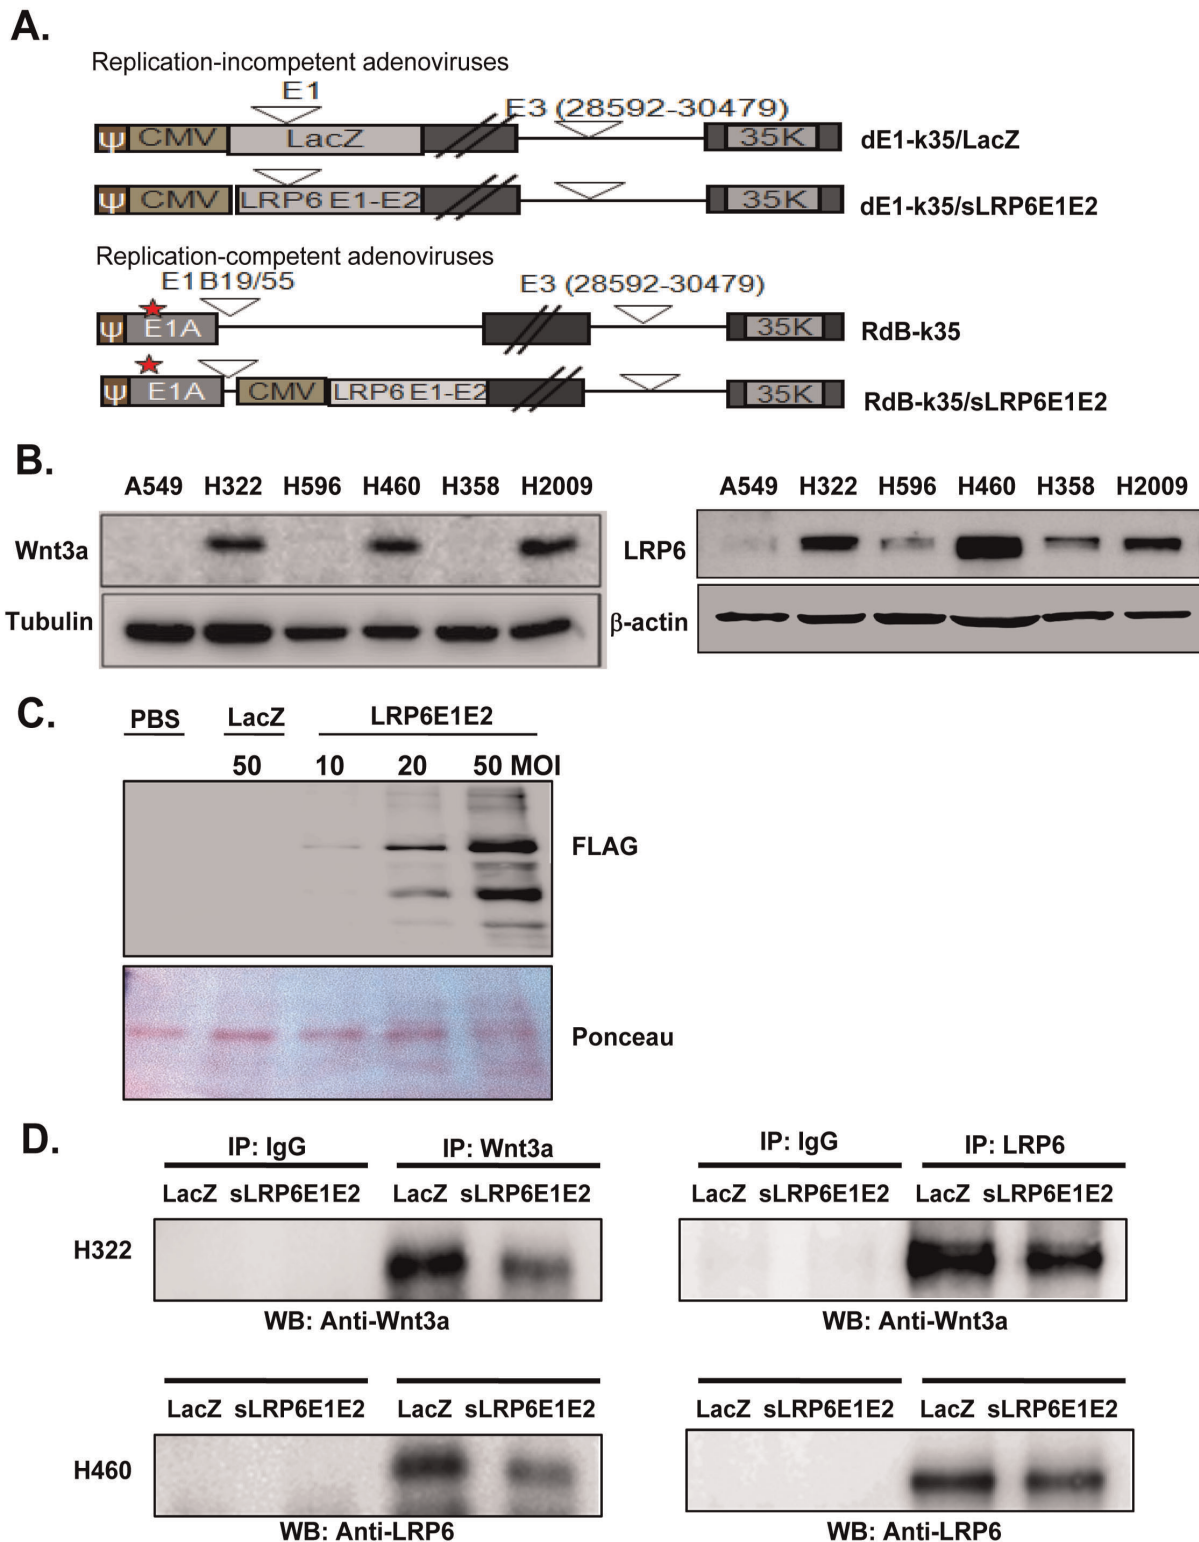 A.
Replication-incompetent adenoviruses
E1
E3 (28592-30479)
ψ CMV LacZ 35K dE1-k35/LacZ
ψ CMV LRP6 E1-E2 35K dE1-k35/sLRP6E1E2
Replication-competent adenoviruses
E1B19/55 E3 (28592-30479)
ψ E1A 35K RdB-k35
ψ E1A CMV LRP6 E1-E2 35K RdB-k35/sLRP6E1E2
B.
A549 H322 H596 H460 H358 H2009
Wnt3a
Tubulin
A549 H322 H596 H460 H358 H2009
LRP6
β-actin
C.
PBS LacZ LRP6E1E2
50 10 20 50 MOI
FLAG
Ponceau
D.
IP: IgG IP: Wnt3a IP: IgG IP: LRP6
LacZ sLRP6E1E2 LacZ sLRP6E1E2 LacZ sLRP6E1E2 LacZ sLRP6E1E2
H322
WB: Anti-Wnt3a WB: Anti-Wnt3a
LacZ sLRP6E1E2 LacZ sLRP6E1E2 LacZ sLRP6E1E2 LacZ sLRP6E1E2
H460
WB: Anti-LRP6 WB: Anti-LRP6